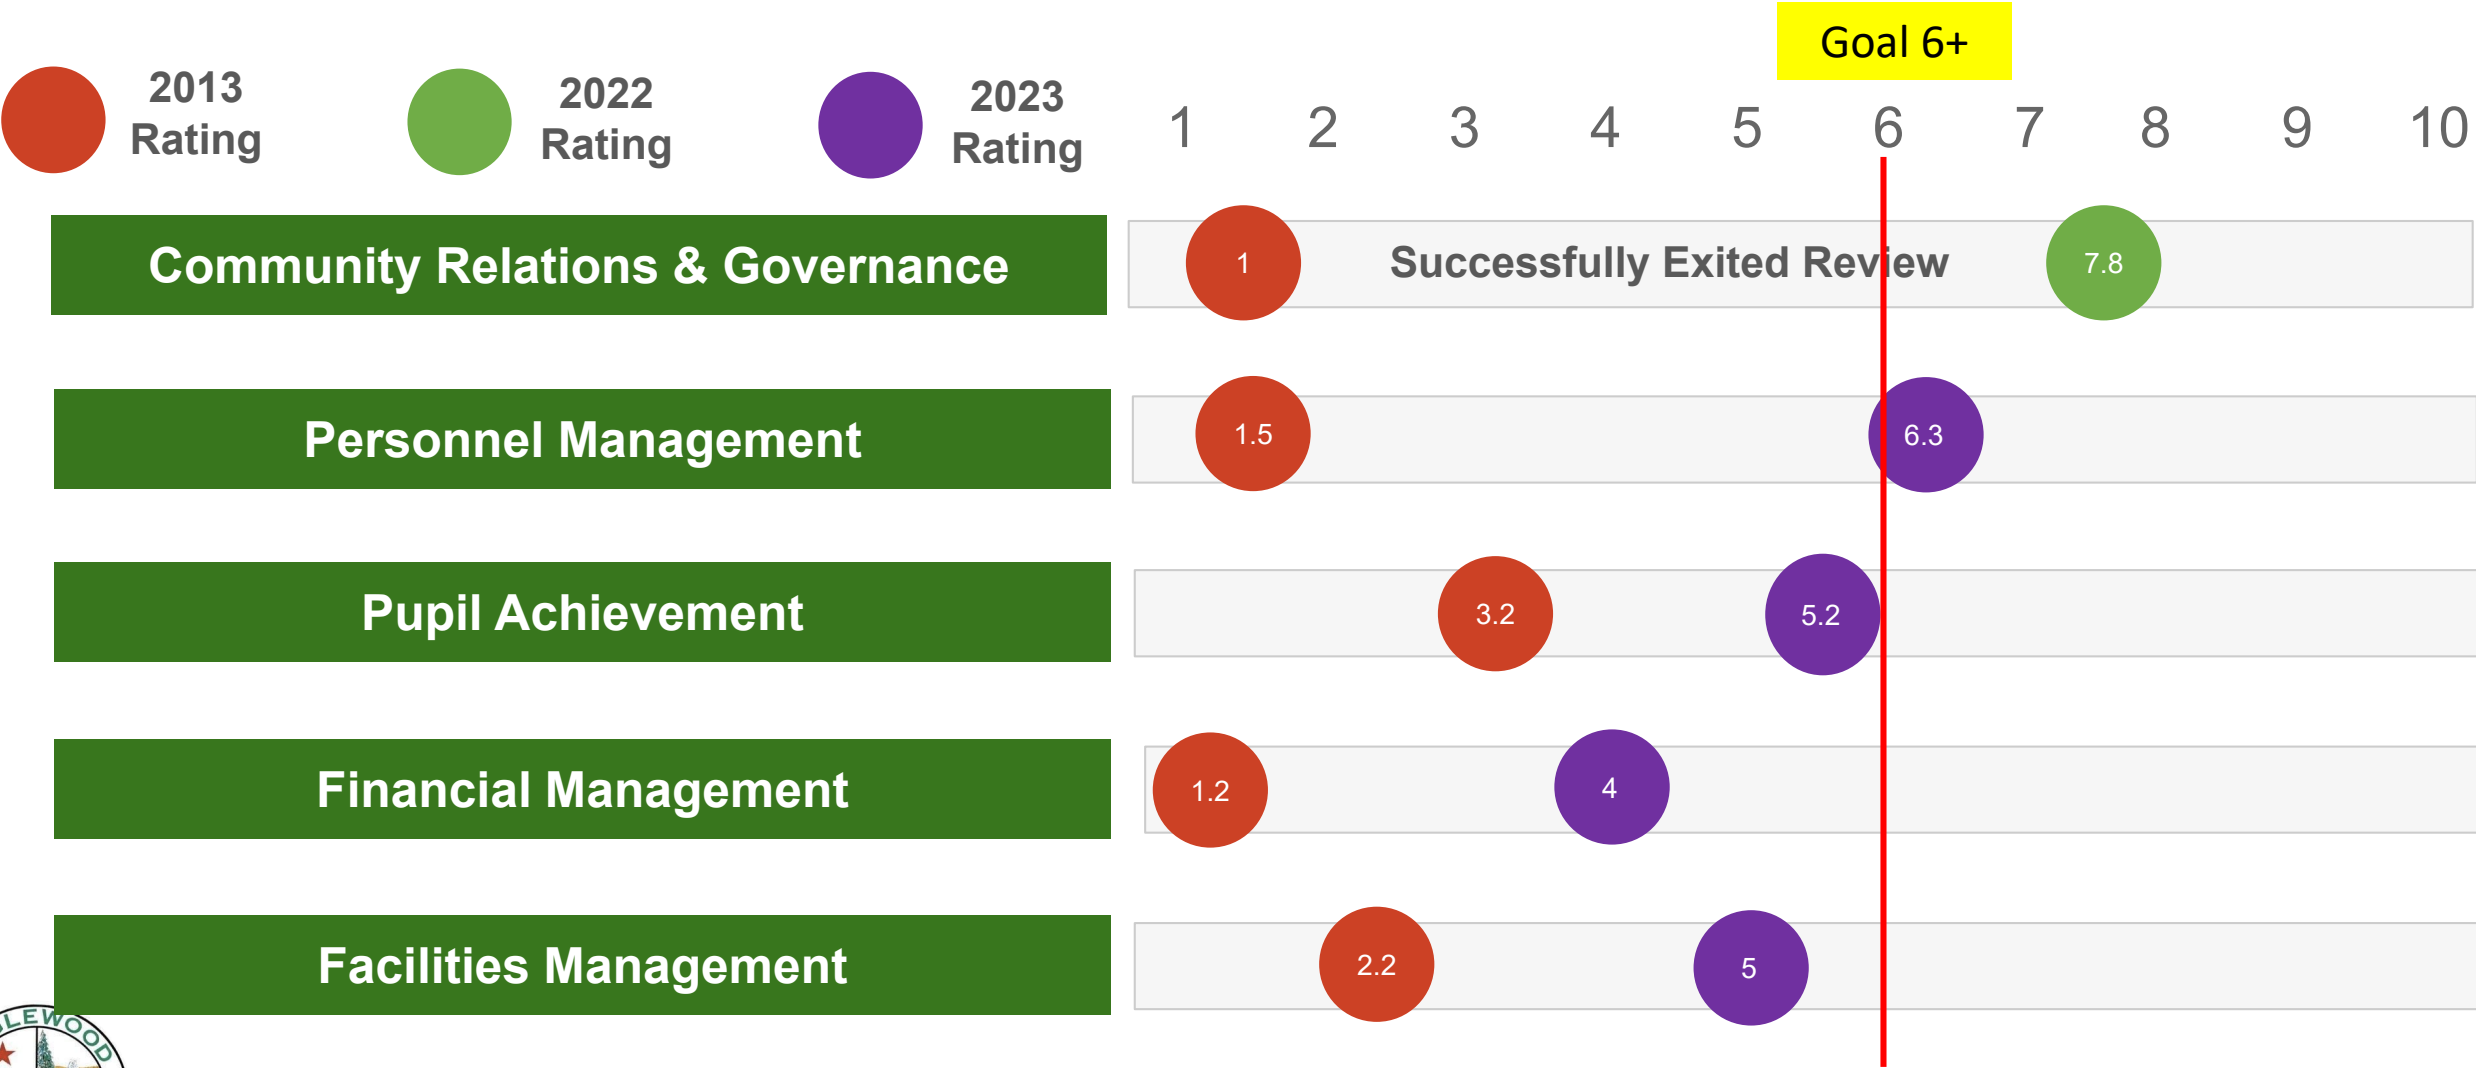 Goal 6+
2013
Rating
2022
Rating
2023
Rating
1 2 3 4 5 6 7 8 9 10
Community Relations & Governance
1
Successfully Exited Review
7.8
Personnel Management
1.5
6.3
Pupil Achievement
3.2
5.2
Financial Management
1.2
4
Facilities Management
2.2
5